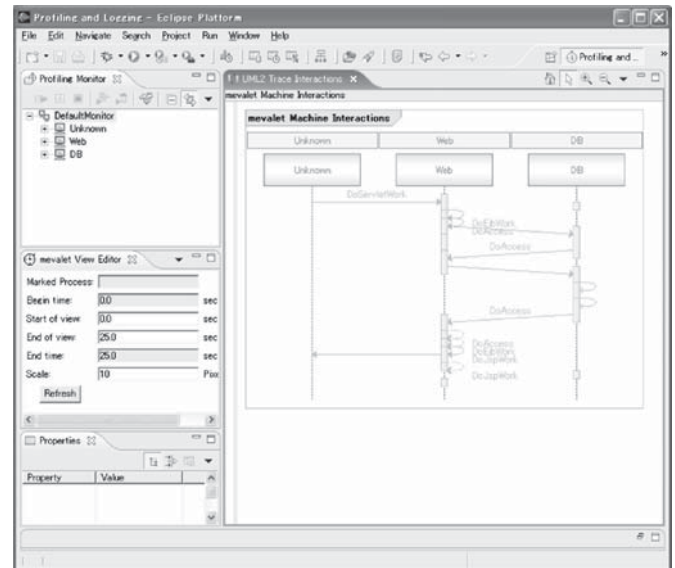 Profiling and Logging - Eclipse Platform
File Edit Navigate Search Project Run Window Help
Profiling and ...
Profiling Monitor
DefaultMonitor
Unknown
Web
DB
mevalet View Editor
Marked Process:
Begin time: 0.0 sec
Start of view: 0.0 sec
End of view: 25.0 sec
End time: 25.0 sec
Scale: 10 Pixe
Refresh
Properties
Property Value
UML2 Trace Interactions
mevalet Machine Interactions
mevalet Machine Interactions
Unknown Web DB
Unknown Web DB
DoServletWork
DoEjbWork
DoAccess
DoAccess
DoAccess
DoAccess
DoEjbWork
DoJspWork
DoJspWork